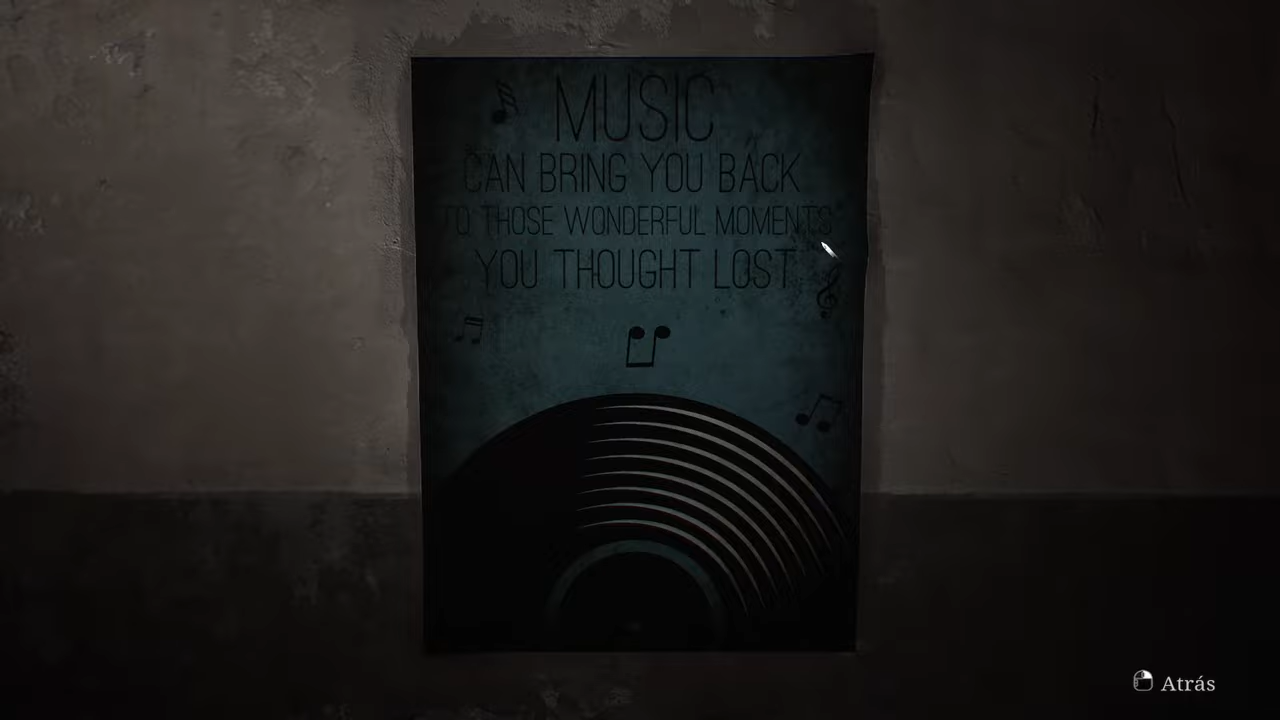 MUSIC
CAN BRING YOU BACK
TO THOSE WONDERFUL MOMENTS
YOU THOUGHT LOST
Atrás